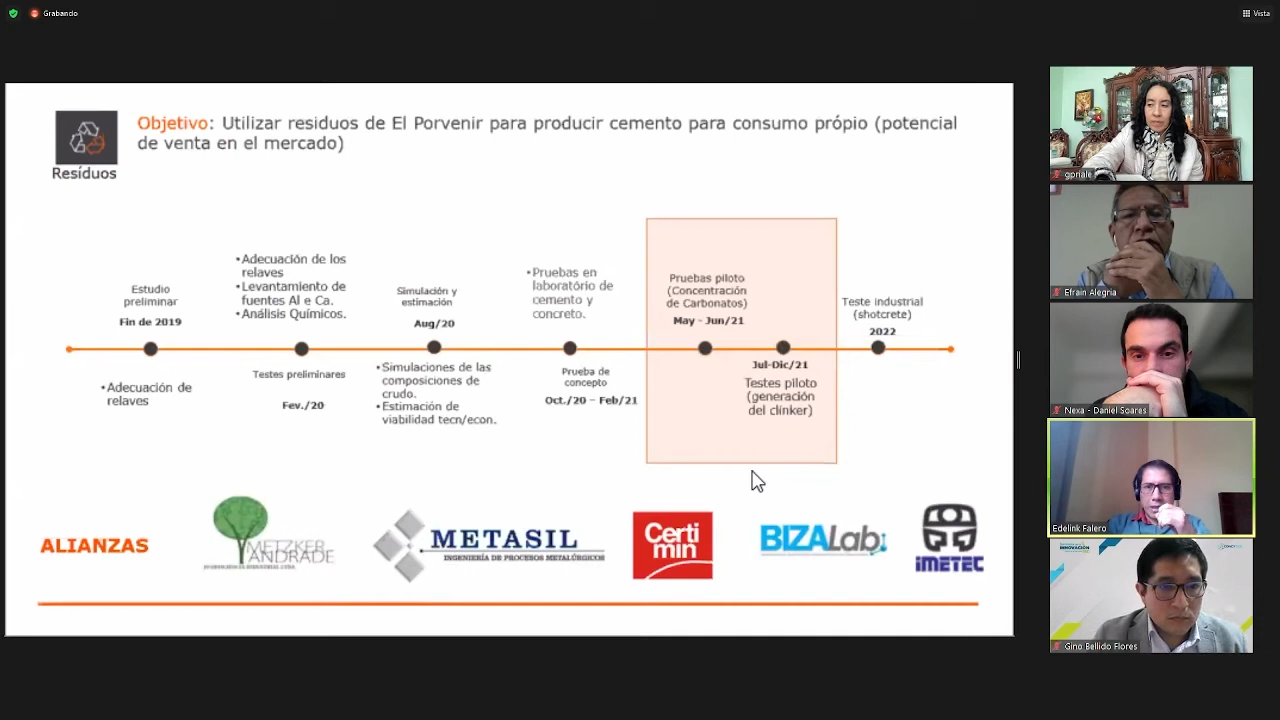 Grabando
Vista
Objetivo: Utilizar residuos de El Porvenir para producir cemento para consumo própio (potencial
de venta en el mercado)
Resíduos
Estudio
preliminar
Fin de 2019
•Adecuación de
relaves
•Adecuación de los
relaves
•Levantamiento de
fuentes Al e Ca.
•Análisis Químicos.
Testes preliminares
Fev./20
Simulación y
estimación
Aug/20
•Simulaciones de las
composiciones de
crudo.
•Estimación de
viabilidad tecn/econ.
•Pruebas en
laboratório de
cemento y
concreto.
Prueba de
concepto
Oct./20 – Feb/21
Pruebas piloto
(Concentración
de Carbonatos)
May - Jun/21
Jul-Dic/21
Testes piloto
(generación
del clínker)
Teste industrial
(shotcrete)
2022
ALIANZAS
METZKER
ANDRADE
METASIL
INGENIERÍA DE PROCESOS METALÚRGICOS
Certi
min
BIZALab
iMETEC
gpriale
Efrain Alegria
Nexa - Daniel Soares
Edelink Falero
INNOVACIÓN
Gino Bellido Flores